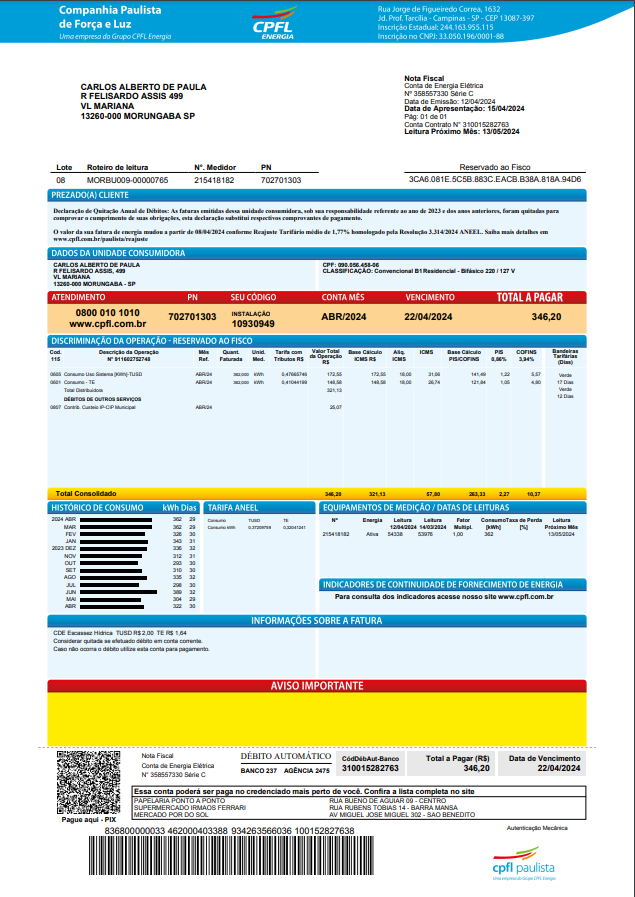 Companhia Paulista
de Força e Luz
Uma empresa do Grupo CPFL Energia
CPFL
ENERGIA
Rua Jorge de Figueiredo Correa, 1632
Jd. Prof. Tarcília - Campinas - SP - CEP 13087-397
Inscrição Estadual: 244.163.955.115
Inscrição no CNPJ: 33.050.196/0001-88
CARLOS ALBERTO DE PAULA
R FELISARDO ASSIS 499
VL MARIANA
13260-000 MORUNGABA SP
Nota Fiscal
Conta de Energia Elétrica
Nº 358557330 Série C
Data de Emissão: 12/04/2024
Data de Apresentação: 15/04/2024
Pág: 01 de 01
Conta Contrato Nº 310015282763
Leitura Próximo Mês: 13/05/2024
Lote Roteiro de leitura Nº. Medidor PN Reservado ao Fisco
08 MORBU009-00000765 215418182 702701303 3CA6.081E.5C5B.883C.EACB.B38A.818A.94D6
PREZADO(A) CLIENTE
Declaração de Quitação Anual de Débitos: As faturas emitidas dessa unidade consumidora, sob sua responsabilidade referente ao ano de 2023 e dos anos anteriores, foram quitadas para
comprovar o cumprimento de suas obrigações, esta declaração substitui respectivos comprovantes de pagamento.
O valor da sua fatura de energia mudou a partir de 08/04/2024 conforme Reajuste Tarifário médio de 1,77% homologado pela Resolução 3.314/2024 ANEEL. Saiba mais detalhes em
www.cpfl.com.br/paulista/reajuste
DADOS DA UNIDADE CONSUMIDORA
CARLOS ALBERTO DE PAULA
R FELISARDO ASSIS, 499
VL MARIANA
13260-000 MORUNGABA - SP
CPF: 090.056.458-06
CLASSIFICAÇÃO: Convencional B1 Residencial - Bifásico 220 / 127 V
ATENDIMENTO PN SEU CÓDIGO CONTA MÊS VENCIMENTO TOTAL A PAGAR
0800 010 1010
www.cpfl.com.br
702701303
INSTALAÇÃO
10930949
ABR/2024 22/04/2024 346,20
DISCRIMINAÇÃO DA OPERAÇÃO - RESERVADO AO FISCO
Cod. Descrição da Operação Mês Quant. Unid. Tarifa com Valor Total Base Cálculo Aliq. ICMS Base Cálculo PIS COFINS Bandeiras
115 Nº 911602752748 Ref. Faturada Med. Tributos R$ da Operação ICMS R$ ICMS PIS/COFINS 0,86% 3,94% Tarifárias
R$ (Dias)
0605 Consumo Uso Sistema [KWh]-TUSD ABR/24 362,000 kWh 0,47665746 172,55 172,55 18,00 31,06 141,49 1,22 5,57 Verde
0601 Consumo - TE ABR/24 362,000 kWh 0,41044199 148,58 148,58 18,00 26,74 121,84 1,05 4,80 17 Dias
Total Distribuidora 321,13 Verde
DÉBITOS DE OUTROS SERVIÇOS 12 Dias
0807 Contrib. Custeio IP-CIP Municipal ABR/24 25,07
Total Consolidado 346,20 321,13 57,80 263,33 2,27 10,37
HISTÓRICO DE CONSUMO kWh Dias
2024 ABR 362 29
MAR 362 29
FEV 326 30
JAN 343 31
2023 DEZ 336 32
NOV 312 31
OUT 293 30
SET 310 30
AGO 335 32
JUL 298 30
JUN 389 32
MAI 304 29
ABR 322 30
TARIFA ANEEL
Consumo TUSD TE
Consumo kWh 0,37209799 0,32041241
EQUIPAMENTOS DE MEDIÇÃO / DATAS DE LEITURAS
Nº Energia Leitura Leitura Fator Consumo Taxa de Perda Leitura
12/04/2024 14/03/2024 Multipl. [kWh] [%] Próximo Mês
215418182 Ativa 54338 53976 1,00 362 13/05/2024
INDICADORES DE CONTINUIDADE DE FORNECIMENTO DE ENERGIA
Para consulta dos indicadores acesse nosso site www.cpfl.com.br
INFORMAÇÕES SOBRE A FATURA
CDE Escassez Hídrica TUSD R$ 2,00 TE R$ 1,64
Considerar quitada se efetuado débito em conta corrente.
Caso não ocorra o débito utilize esta conta para pagamento.
AVISO IMPORTANTE
Nota Fiscal
Conta de Energia Elétrica
N° 358557330 Série C
DÉBITO AUTOMÁTICO
BANCO 237 AGÊNCIA 2475
CódDébAut-Banco
310015282763
Total a Pagar (R$)
346,20
Data de Vencimento
22/04/2024
Pague aqui - PIX
Essa conta poderá ser paga no credenciado mais perto de você. Confira a lista completa no site
PAPELARIA PONTO A PONTO RUA BUENO DE AGUIAR 09 - CENTRO
SUPERMERCADO IRMAOS FERRARI RUA RUBENS TOBIAS 14 - BARRA MANSA
MERCADO POR DO SOL AV MIGUEL JOSE MIGUEL 302 - SAO BENEDITO
836800000033 462000403388 934263566036 100152827638
Autenticação Mecânica
cpfl paulista
Uma empresa do Grupo CPFL Energia